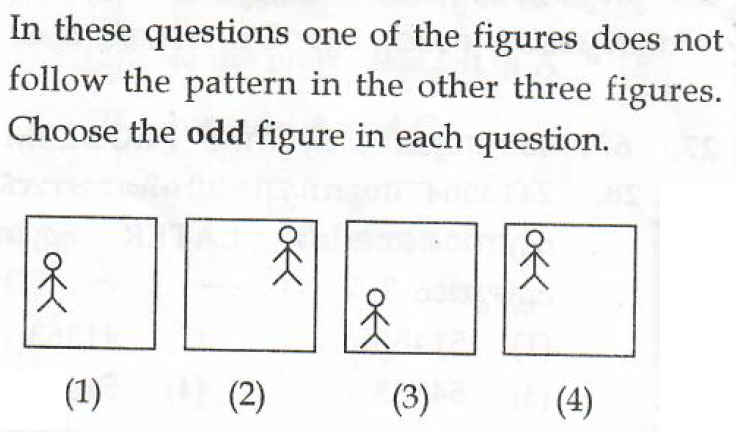 In these questions one of the figures does not
follow the pattern in the other three figures.
Choose the odd figure in each question.
(1) (2) (3) (4)